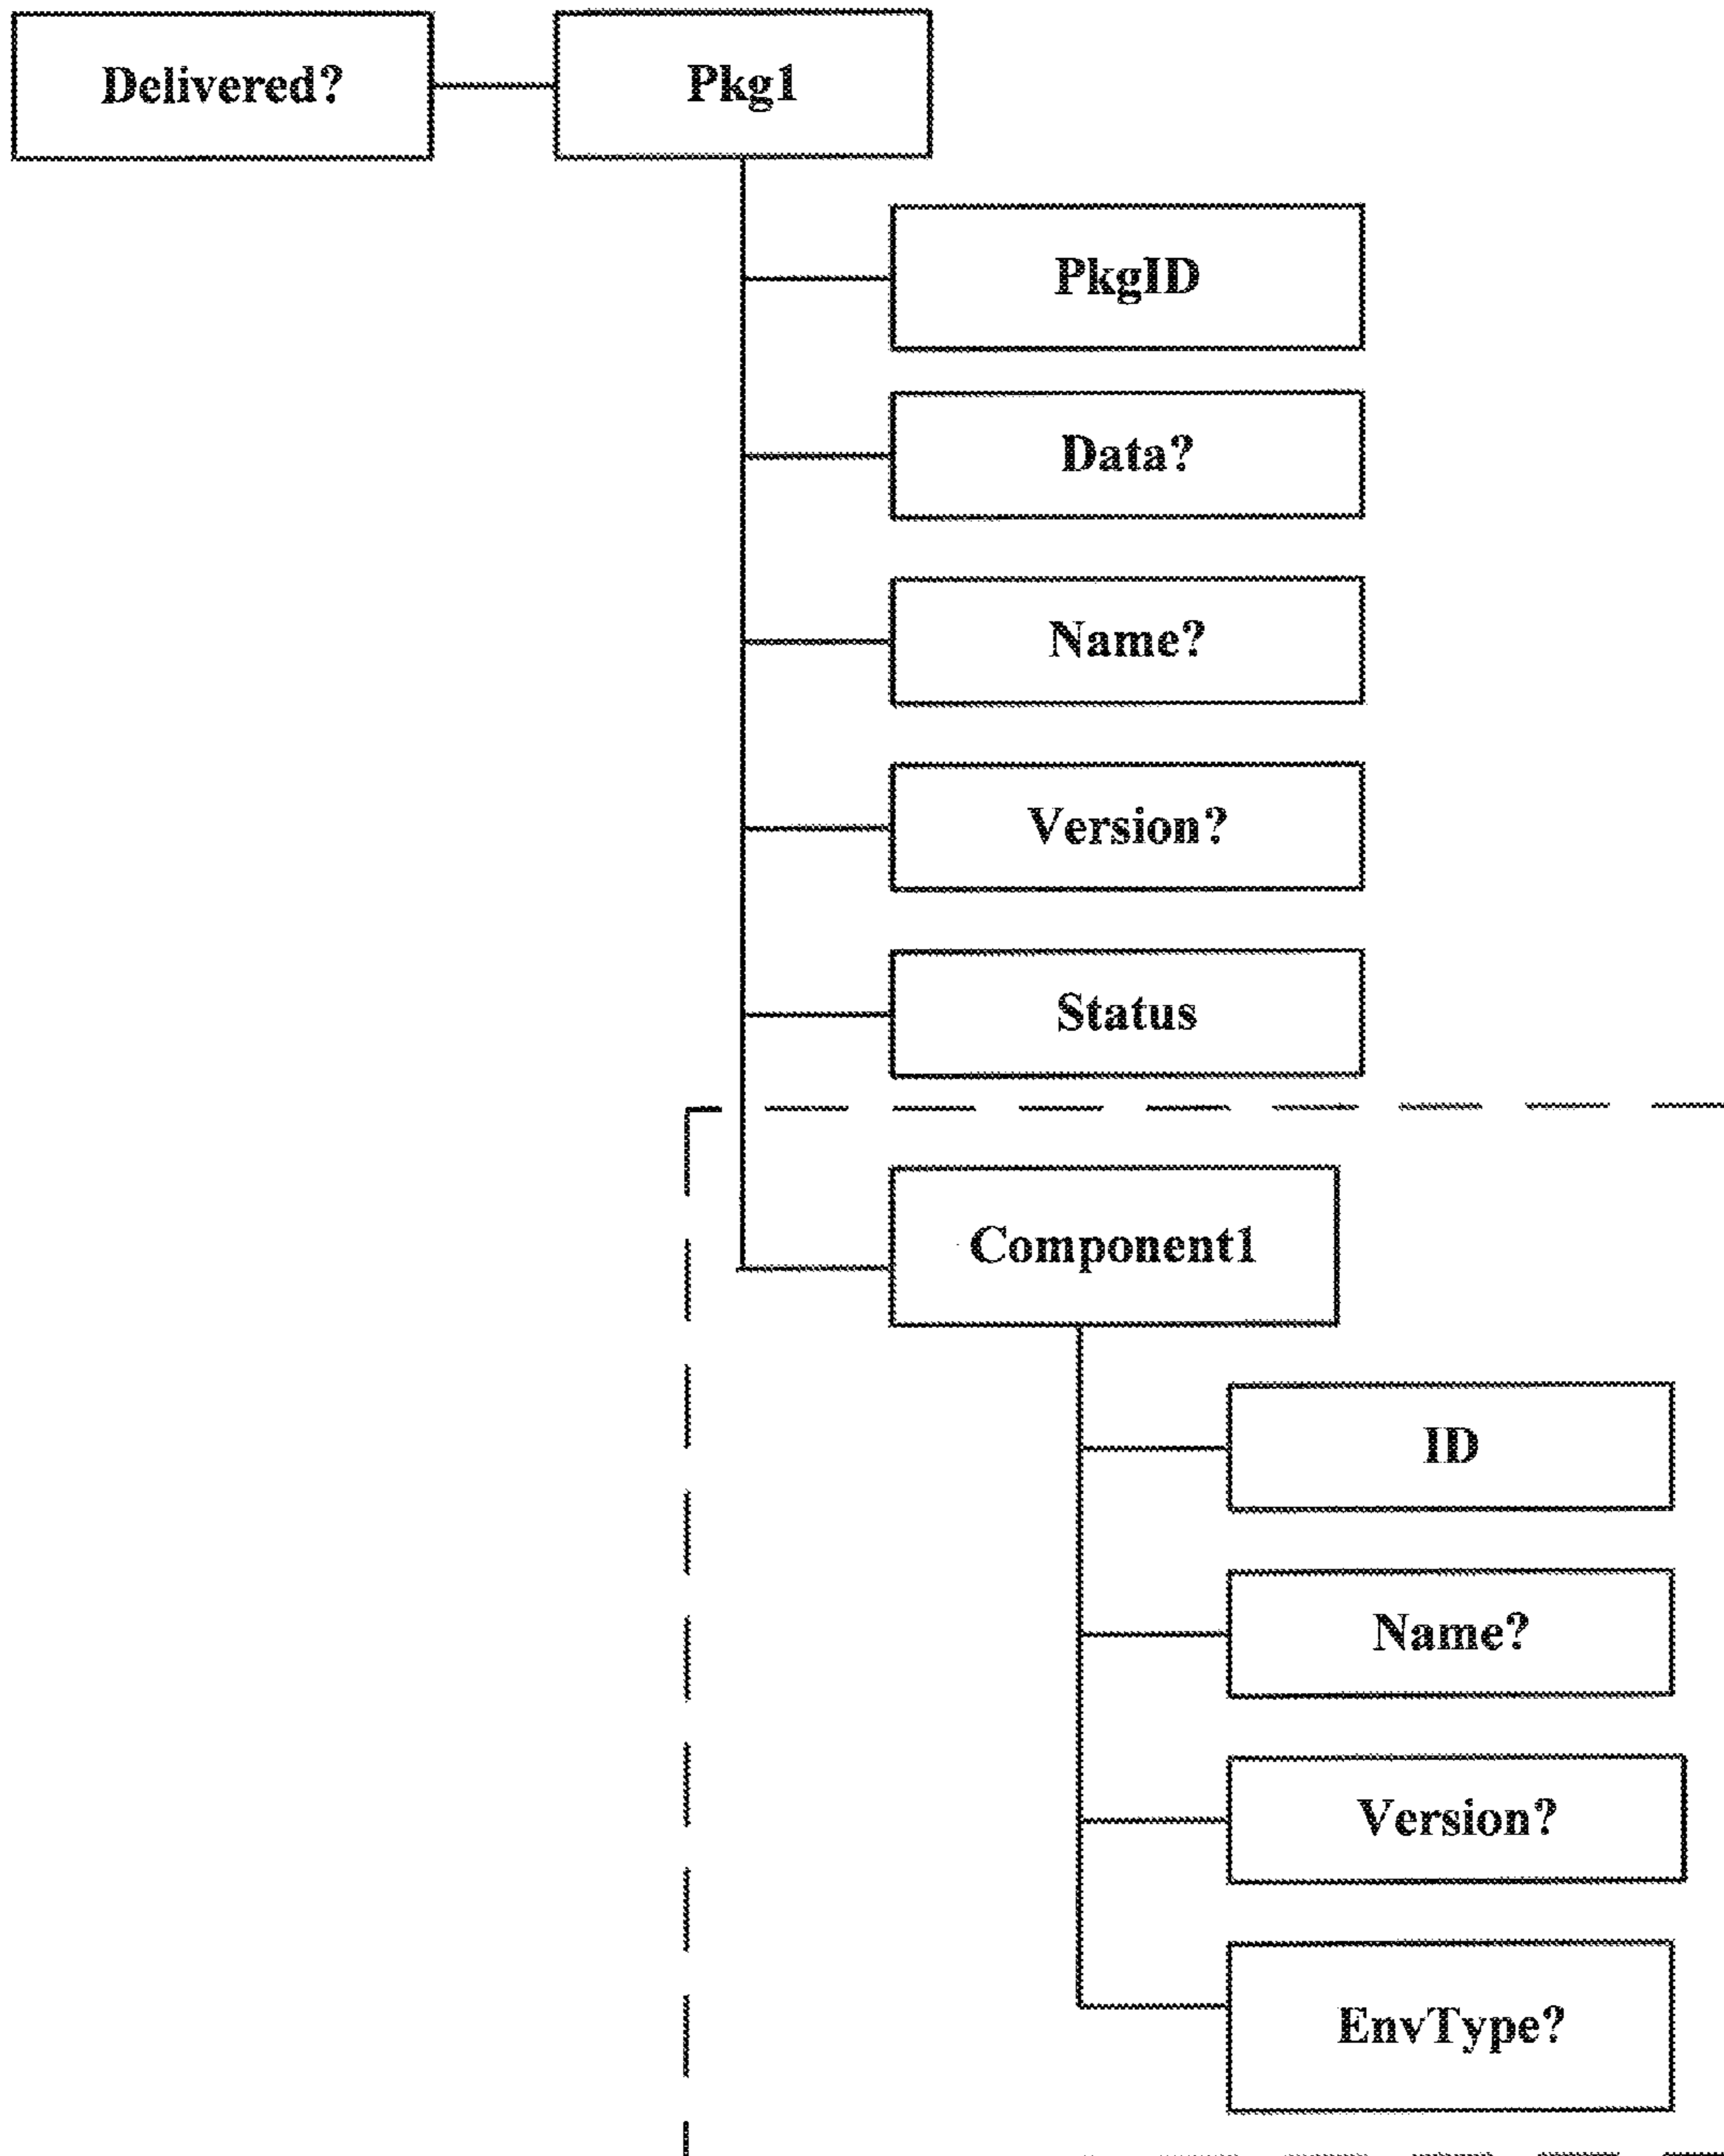 Delivered?
Pkg1
PkgID
Data?
Name?
Version?
Status
Component1
ID
Name?
Version?
EnvType?